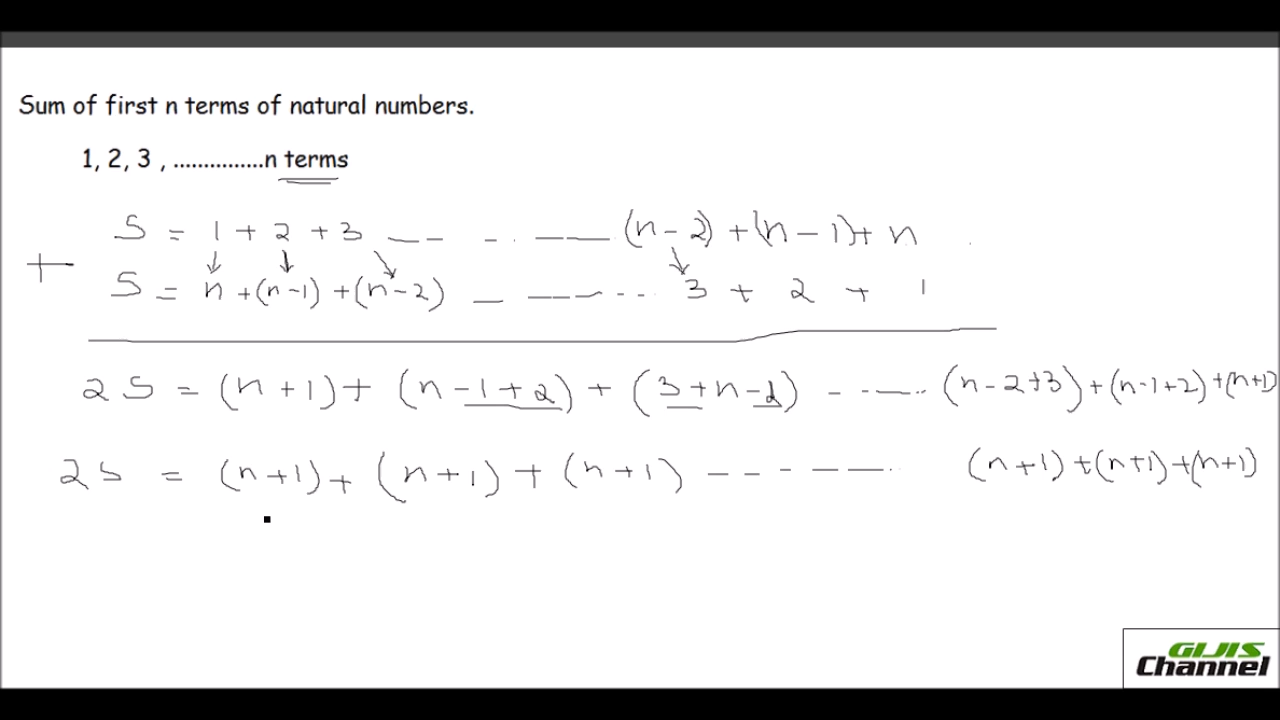 Sum of first n terms of natural numbers.
1, 2, 3 , ...............n terms
S = 1 + 2 + 3 -- - . -- (n-2) + (n-1) + n
+
S = n + (n-1) + (n-2) - ---... 3 + 2 + 1
2S = (n+1) + (n-1+2) + (3+n-2) - --.. (n-2+3) + (n-1+2) + (n+1)
2S = (n+1) + (n+1) + (n+1) ----- (n+1) + (n+1) + (n+1)
GIJIS
Channel